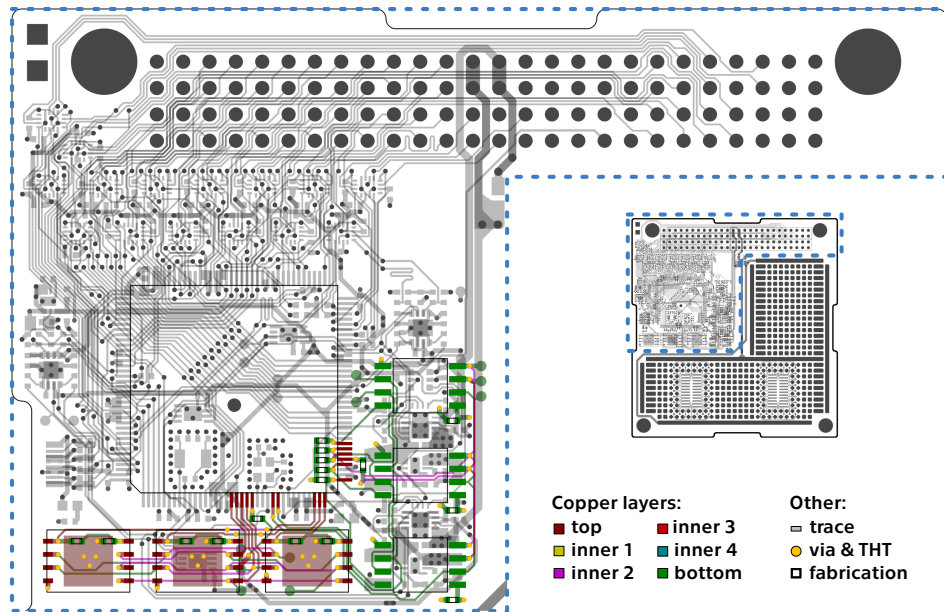 Copper layers:
Other:
top
inner 3
trace
inner 1
inner 4
via & THT
inner 2
bottom
fabrication